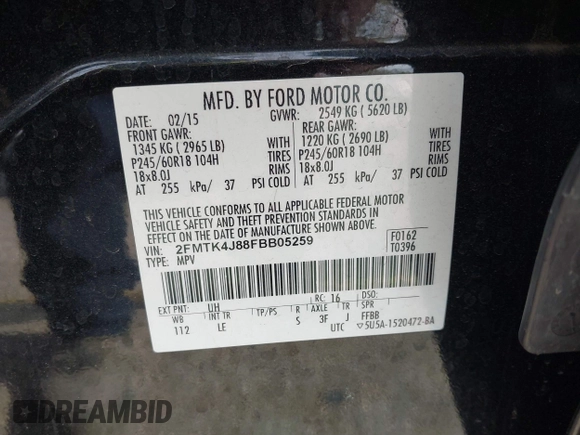 MFD. BY FORD MOTOR CO.
DATE: 02/15 GVWR: 2549 KG ( 5620 LB)
FRONT GAWR: REAR GAWR:
1345 KG ( 2965 LB) WITH 1220 KG ( 2690 LB) WITH
P245/60R18 104H TIRES P245/60R18 104H TIRES
18x8.0J RIMS 18x8.0J RIMS
AT 255 kPa/ 37 PSI COLD AT 255 kPa/ 37 PSI COLD
THIS VEHICLE CONFORMS TO ALL APPLICABLE FEDERAL MOTOR
VEHICLE SAFETY AND THEFT PREVENTION STANDARDS IN
EFFECT ON THE DATE OF MANUFACTURE SHOWN ABOVE.
VIN: 2FMTK4J88FBB05259 F0162
TYPE: MPV T0396
EXT PNT: UH RC: 16 DSO:
WB INT TR TP/PS R AXLE TR SPR
112 LE S 3F J FFBB
UTC ▽5U5A-1520472-BA
DREAMBID